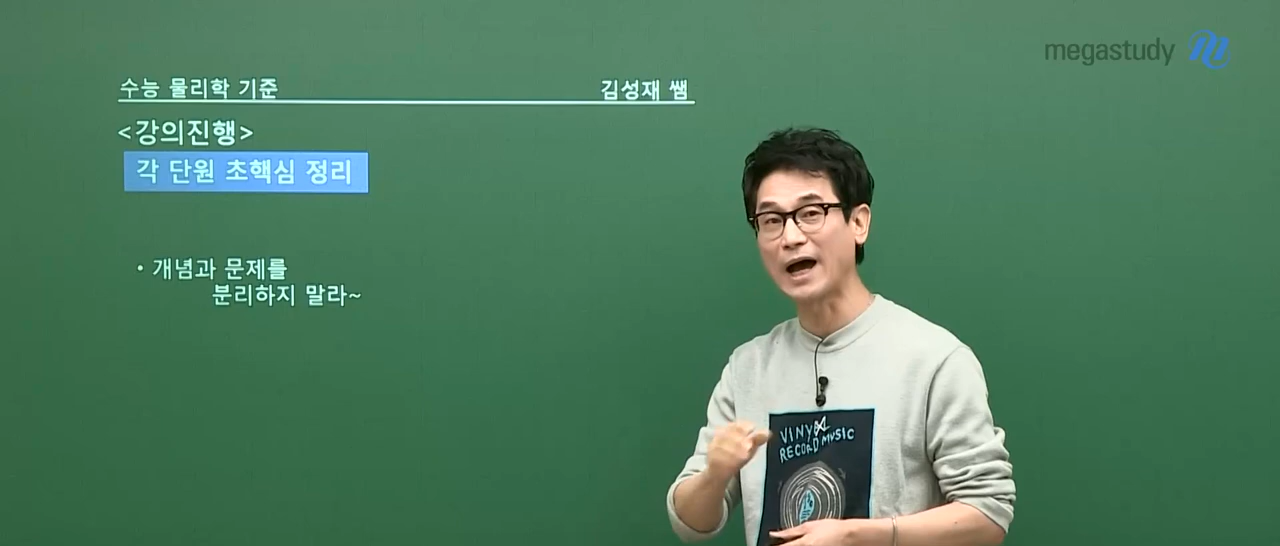 megastudy
수능 물리학 기준 김성재 쌤
<강의진행>
각 단원 초핵심 정리
• 개념과 문제를
분리하지 말라~
VINYL
RECORD MUSIC